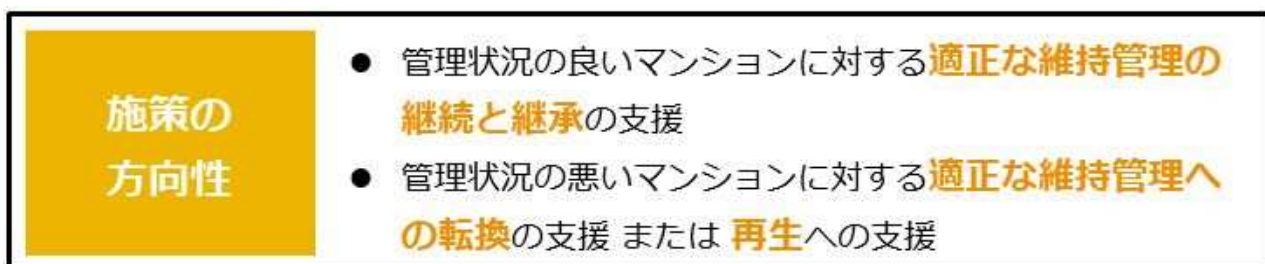 施策の
方向性
● 管理状況の良いマンションに対する適正な維持管理の
継続と継承の支援
● 管理状況の悪いマンションに対する適正な維持管理へ
の転換の支援 または 再生への支援